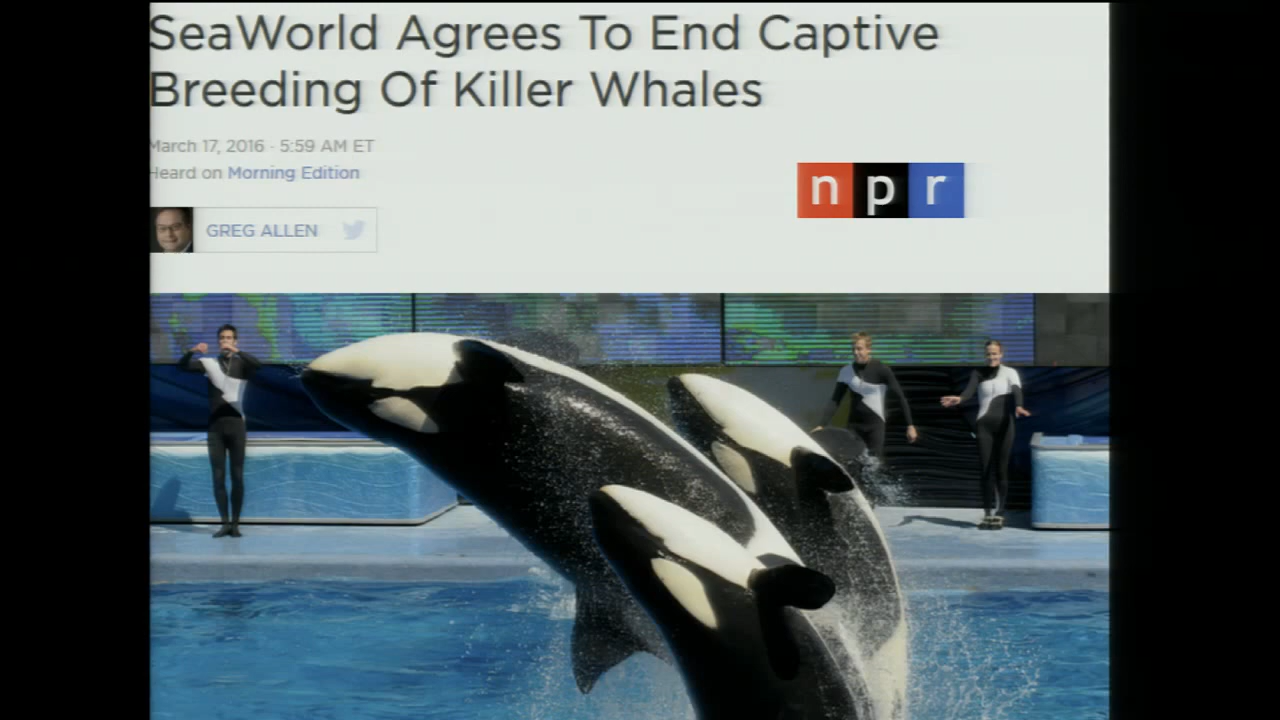 SeaWorld Agrees To End Captive
Breeding Of Killer Whales
March 17, 2016 · 5:59 AM ET
Heard on Morning Edition
npr
GREG ALLEN